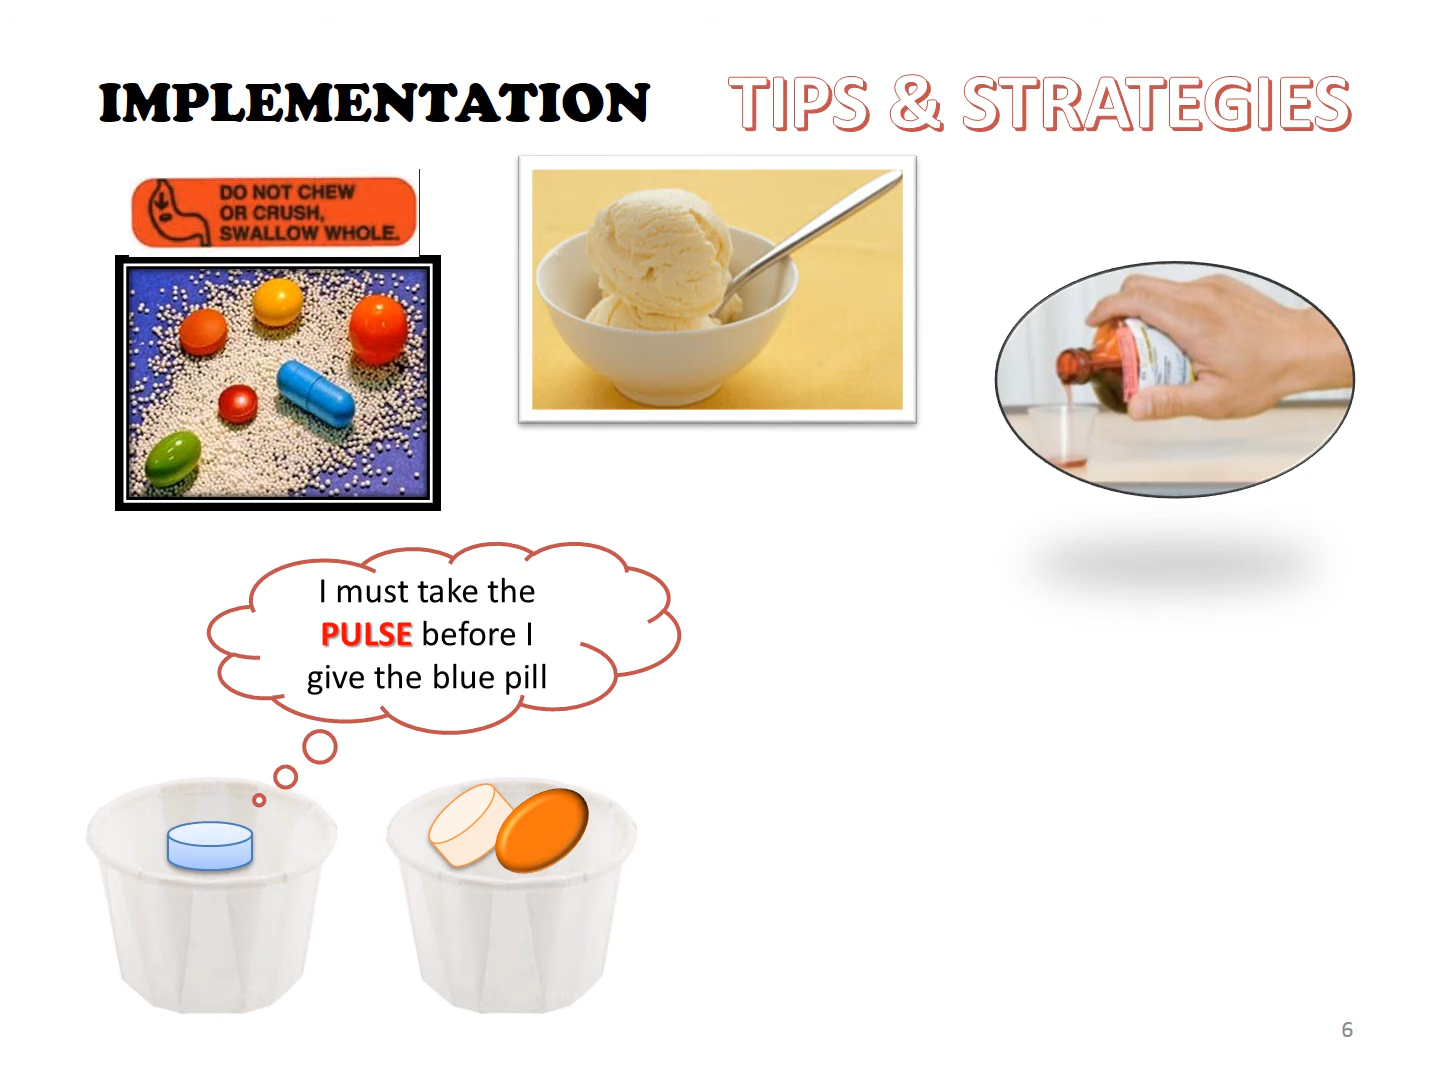 IMPLEMENTATION
TIPS & STRATEGIES
DO NOT CHEW
OR CRUSH,
SWALLOW WHOLE.
I must take the
PULSE before I
give the blue pill
6